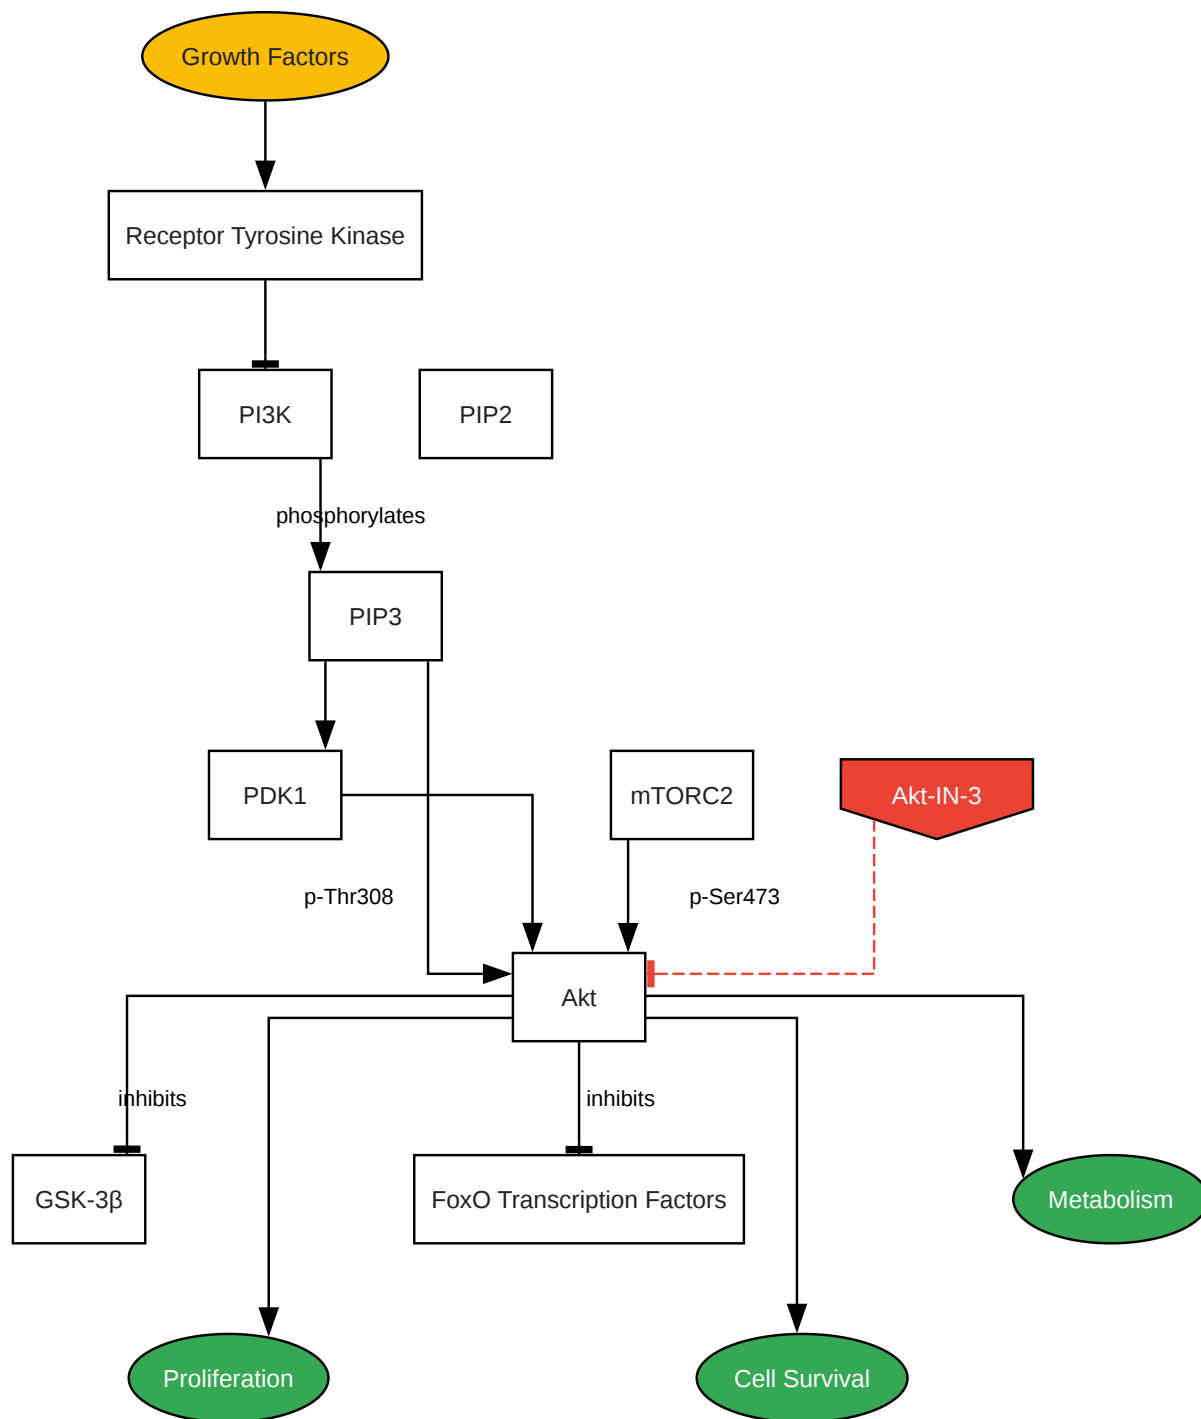 Growth Factors
Receptor Tyrosine Kinase
PI3K
PIP2
phosphorylates
PIP3
PDK1
mTORC2
Akt-IN-3
p-Thr308
p-Ser473
Akt
inhibits
inhibits
GSK-3β
FoxO Transcription Factors
Metabolism
Proliferation
Cell Survival